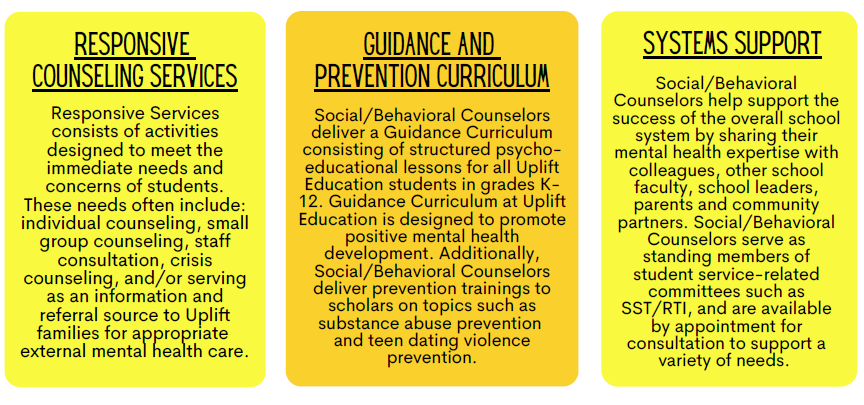 RESPONSIVE
COUNSELING SERVICES
Responsive Services
consists of activities
designed to meet the
immediate needs and
concerns of students.
These needs often include:
individual counseling, small
group counseling, staff
consultation, crisis
counseling, and/or serving
as an information and
referral source to Uplift
families for appropriate
external mental health care.
GUIDANCE AND
PREVENTION CURRICULUM
Social/Behavioral Counselors
deliver a Guidance Curriculum
consisting of structured psycho-
educational lessons for all Uplift
Education students in grades K-
12. Guidance Curriculum at Uplift
Education is designed to promote
positive mental health
development. Additionally,
Social/Behavioral Counselors
deliver prevention trainings to
scholars on topics such as
substance abuse prevention
and teen dating violence
prevention.
SYSTEMS SUPPORT
Social/Behavioral
Counselors help support the
success of the overall school
system by sharing their
mental health expertise with
colleagues, other school
faculty, school leaders,
parents and community
partners. Social/Behavioral
Counselors serve as
standing members of
student service-related
committees such as
SST/RTI, and are available
by appointment for
consultation to support a
variety of needs.